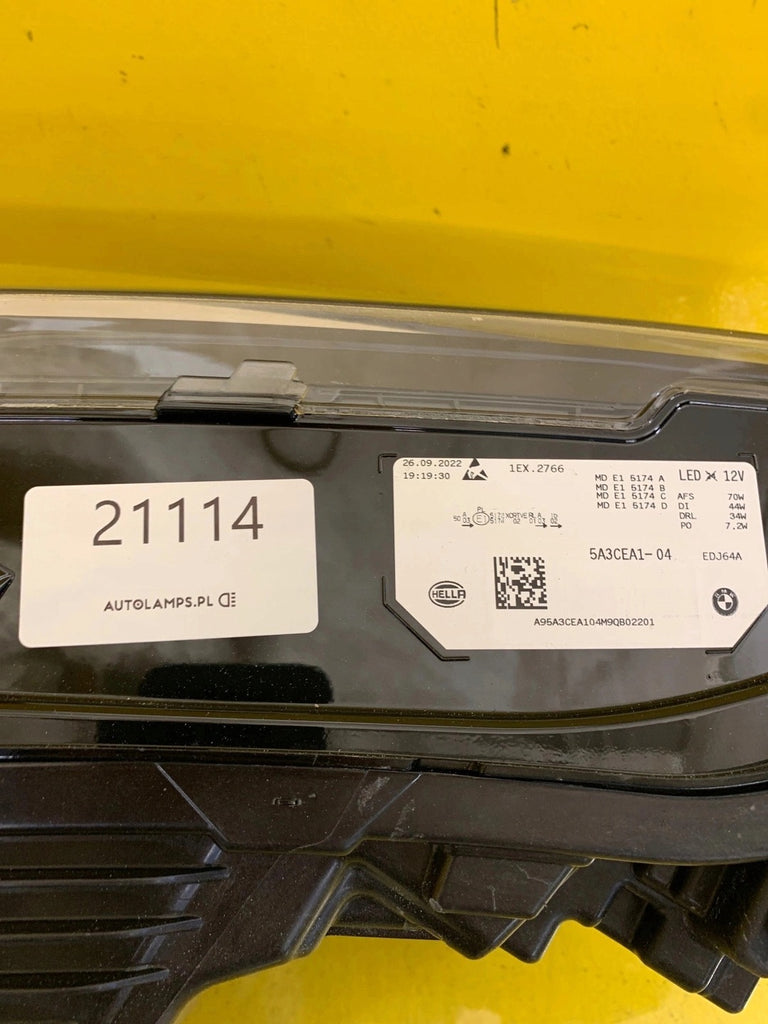 21114
AUTOLAMPS.PL
26.09.2022
19:19:30
1EX.2766
MD E1 5174 A
MD E1 5174 B
MD E1 5174 C
MD E1 5174 D
LED 12V
AFS 70W
DI 44W
DRL 34W
PO 7,2W
5A3CEA1-04
EDJ64A
HELLA
A95A3CEA104M9QB02201